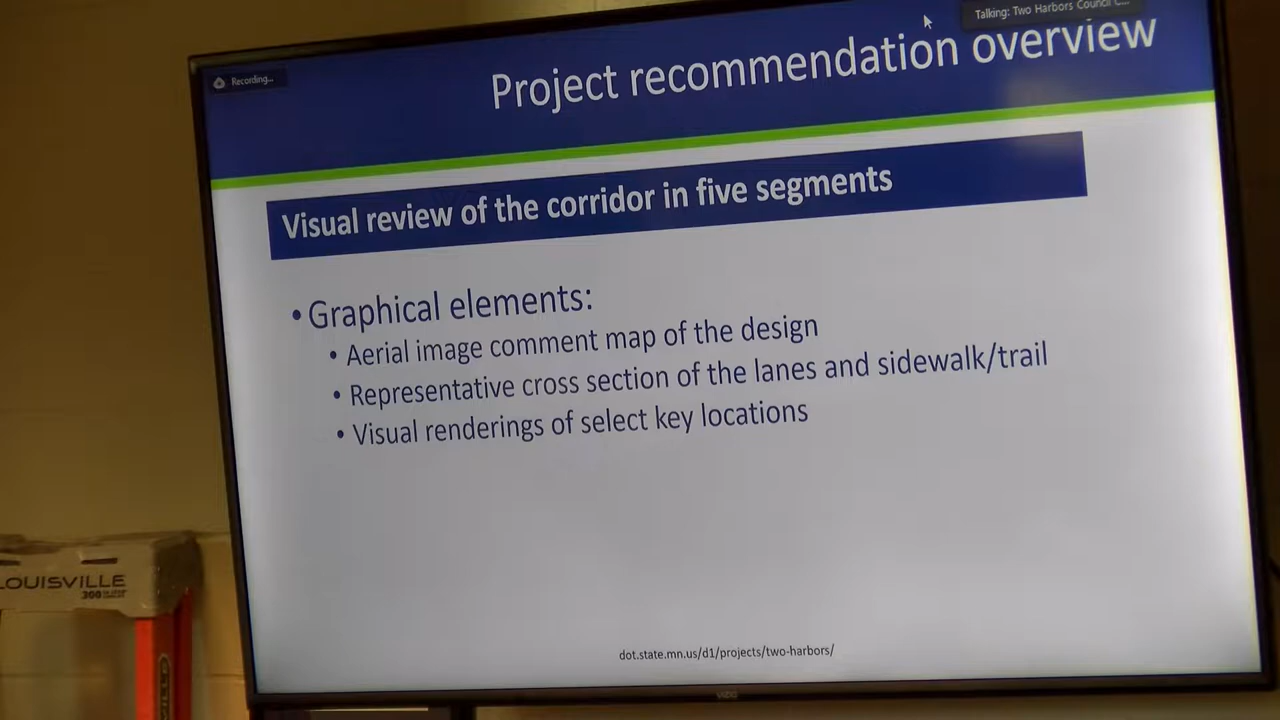 Talking: Two Harbors Council C...
Recording...
Project recommendation overview
Visual review of the corridor in five segments
• Graphical elements:
• Aerial image comment map of the design
• Representative cross section of the lanes and sidewalk/trail
• Visual renderings of select key locations
dot.state.mn.us/d1/projects/two-harbors/
VIZIO
LOUISVILLE
300